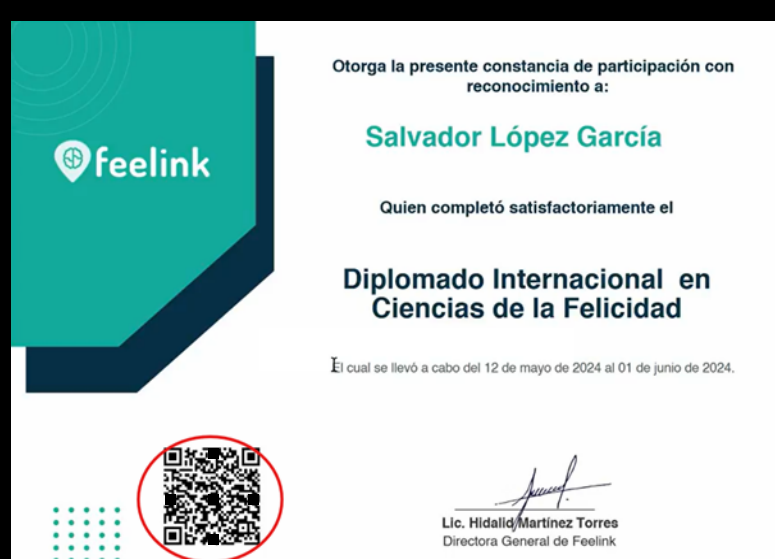 feelink
Otorga la presente constancia de participación con
reconocimiento a:
Salvador López García
Quien completó satisfactoriamente el
Diplomado Internacional en
Ciencias de la Felicidad
El cual se llevó a cabo del 12 de mayo de 2024 al 01 de junio de 2024.
Lic. Hidalid Martínez Torres
Directora General de Feelink